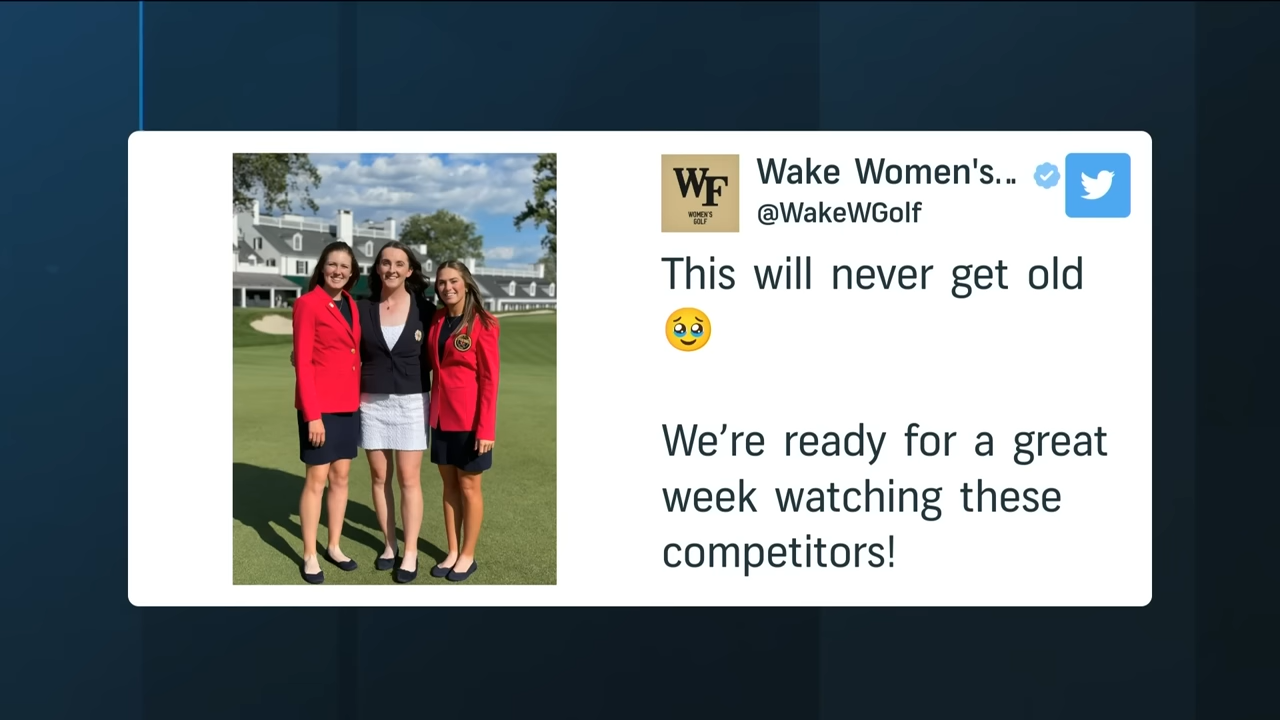 WF
WOMEN'S
GOLF
Wake Women's...
@WakeWGolf
This will never get old
🥹
We’re ready for a great
week watching these
competitors!